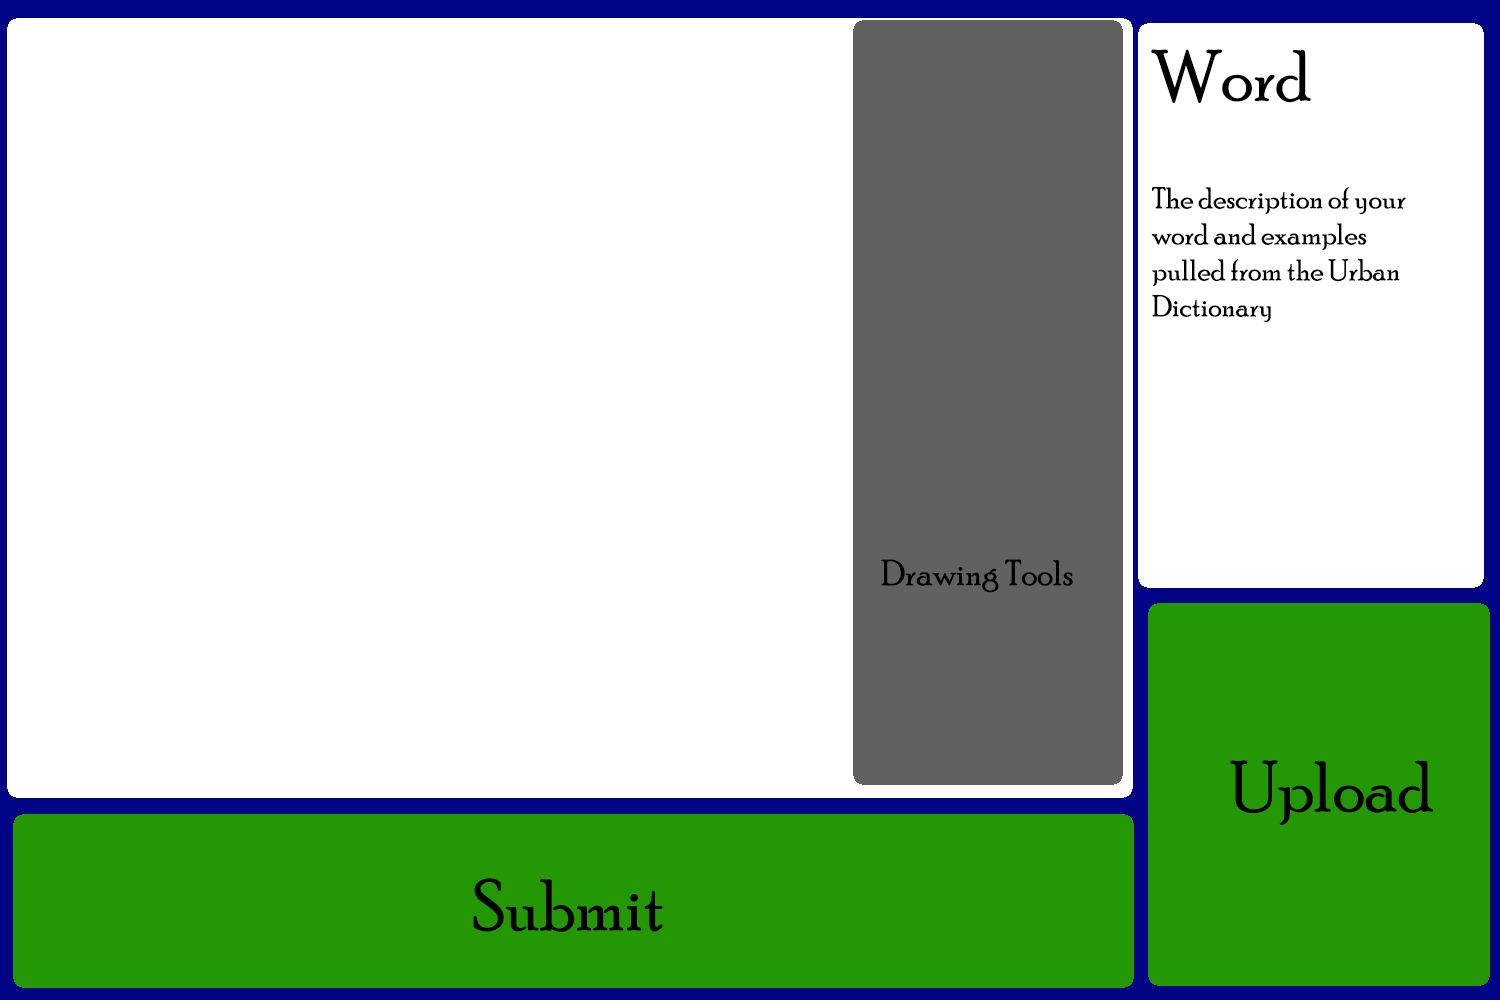 Word
The description of your
word and examples
pulled from the Urban
Dictionary
Drawing Tools
Upload
Submit